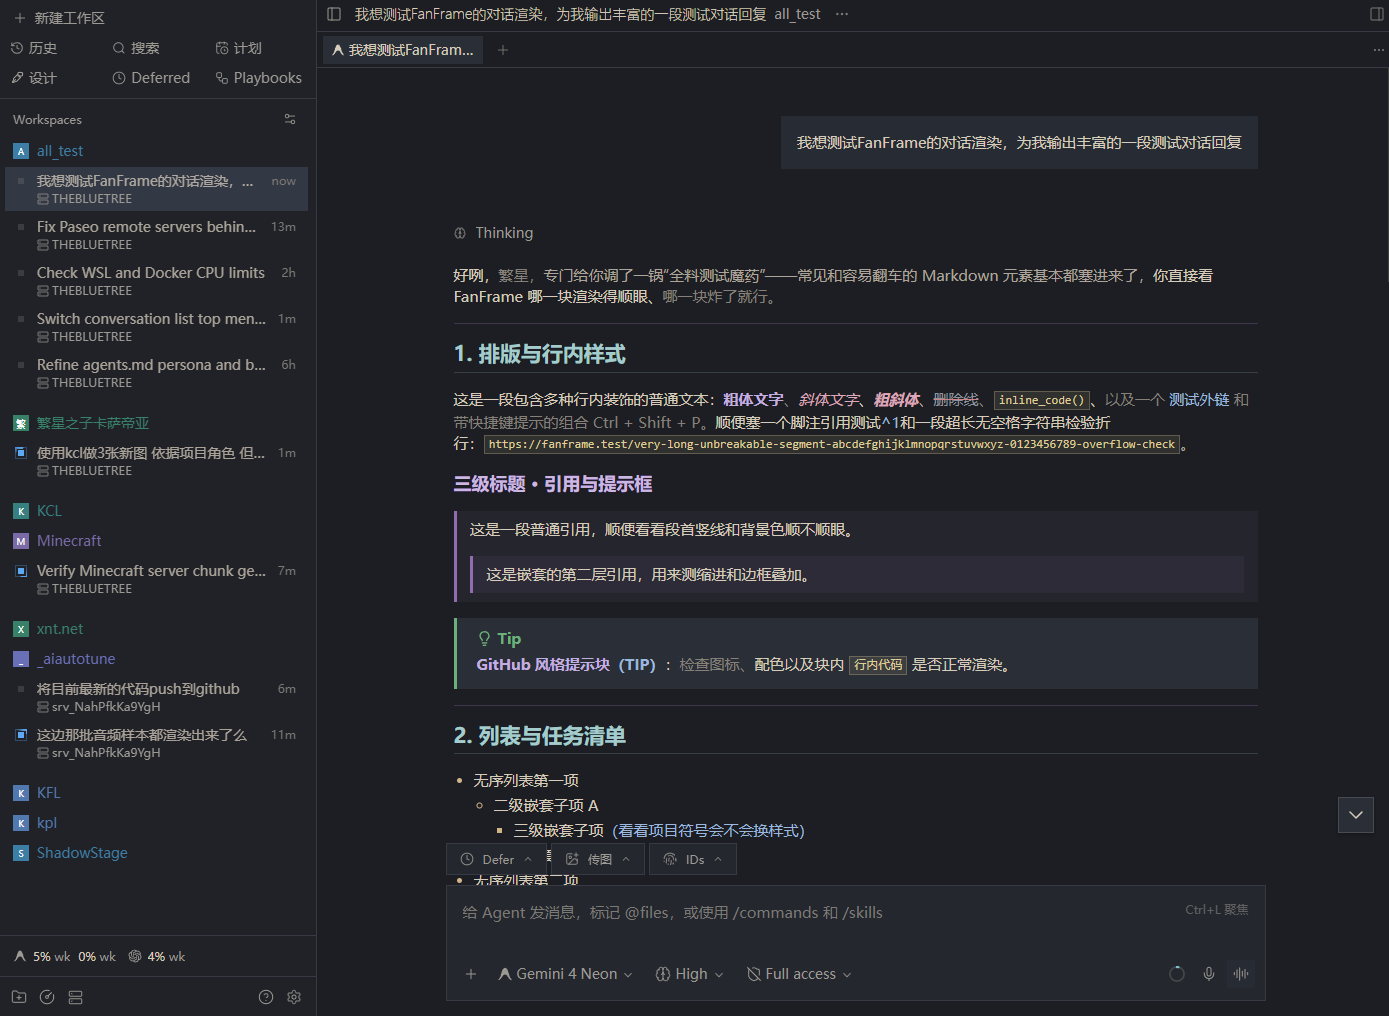 新建工作区
历史
搜索
计划
设计
Deferred
Playbooks
Workspaces
A all_test
我想测试FanFrame的对话渲染，... now
THEBLUETREE
Fix Paseo remote servers behin... 13m
THEBLUETREE
Check WSL and Docker CPU limits 2h
THEBLUETREE
Switch conversation list top men... 1m
THEBLUETREE
Refine agents.md persona and b... 6h
THEBLUETREE
繁 繁星之子卡萨帝亚
使用kcl做3张新图 依据项目角色 但... 1m
THEBLUETREE
K KCL
M Minecraft
Verify Minecraft server chunk ge... 7m
THEBLUETREE
X xnt.net
_ _aiautotune
将目前最新的代码push到github 6m
srv_NahPfkKa9YgH
这边那批音频样本都渲染出来了么 11m
srv_NahPfkKa9YgH
K KFL
K kpl
S ShadowStage
5% wk 0% wk 4% wk
我想测试FanFrame的对话渲染，为我输出丰富的一段测试对话回复 all_test ···
我想测试FanFram...
我想测试FanFrame的对话渲染，为我输出丰富的一段测试对话回复
Thinking
好咧，繁星，专门给你调了一锅“全料测试魔药”——常见和容易翻车的 Markdown 元素基本都塞进来了，你直接看
FanFrame 哪一块渲染得顺眼、哪一块炸了就行。
1. 排版与行内样式
这是一段包含多种行内装饰的普通文本：粗体文字、斜体文字、粗斜体、删除线、inline_code()、以及一个 测试外链 和
带快捷键提示的组合 Ctrl + Shift + P。顺便塞一个脚注引用测试^1和一段超长无空格字符串检验折
行：https://fanframe.test/very-long-unbreakable-segment-abcdefghijklmnopqrstuvwxyz-0123456789-overflow-check。
三级标题・引用与提示框
这是一段普通引用，顺便看看段首竖线和背景色顺不顺眼。
这是嵌套的第二层引用，用来测缩进和边框叠加。
Tip
GitHub 风格提示块（TIP）：检查图标、配色以及块内 行内代码 是否正常渲染。
2. 列表与任务清单
无序列表第一项
二级嵌套子项 A
三级嵌套子项（看看项目符号会不会换样式）
无序列表第二项
Defer
传图
IDs
给 Agent 发消息，标记 @files，或使用 /commands 和 /skills
Ctrl+L 聚焦
Gemini 4 Neon
High
Full access